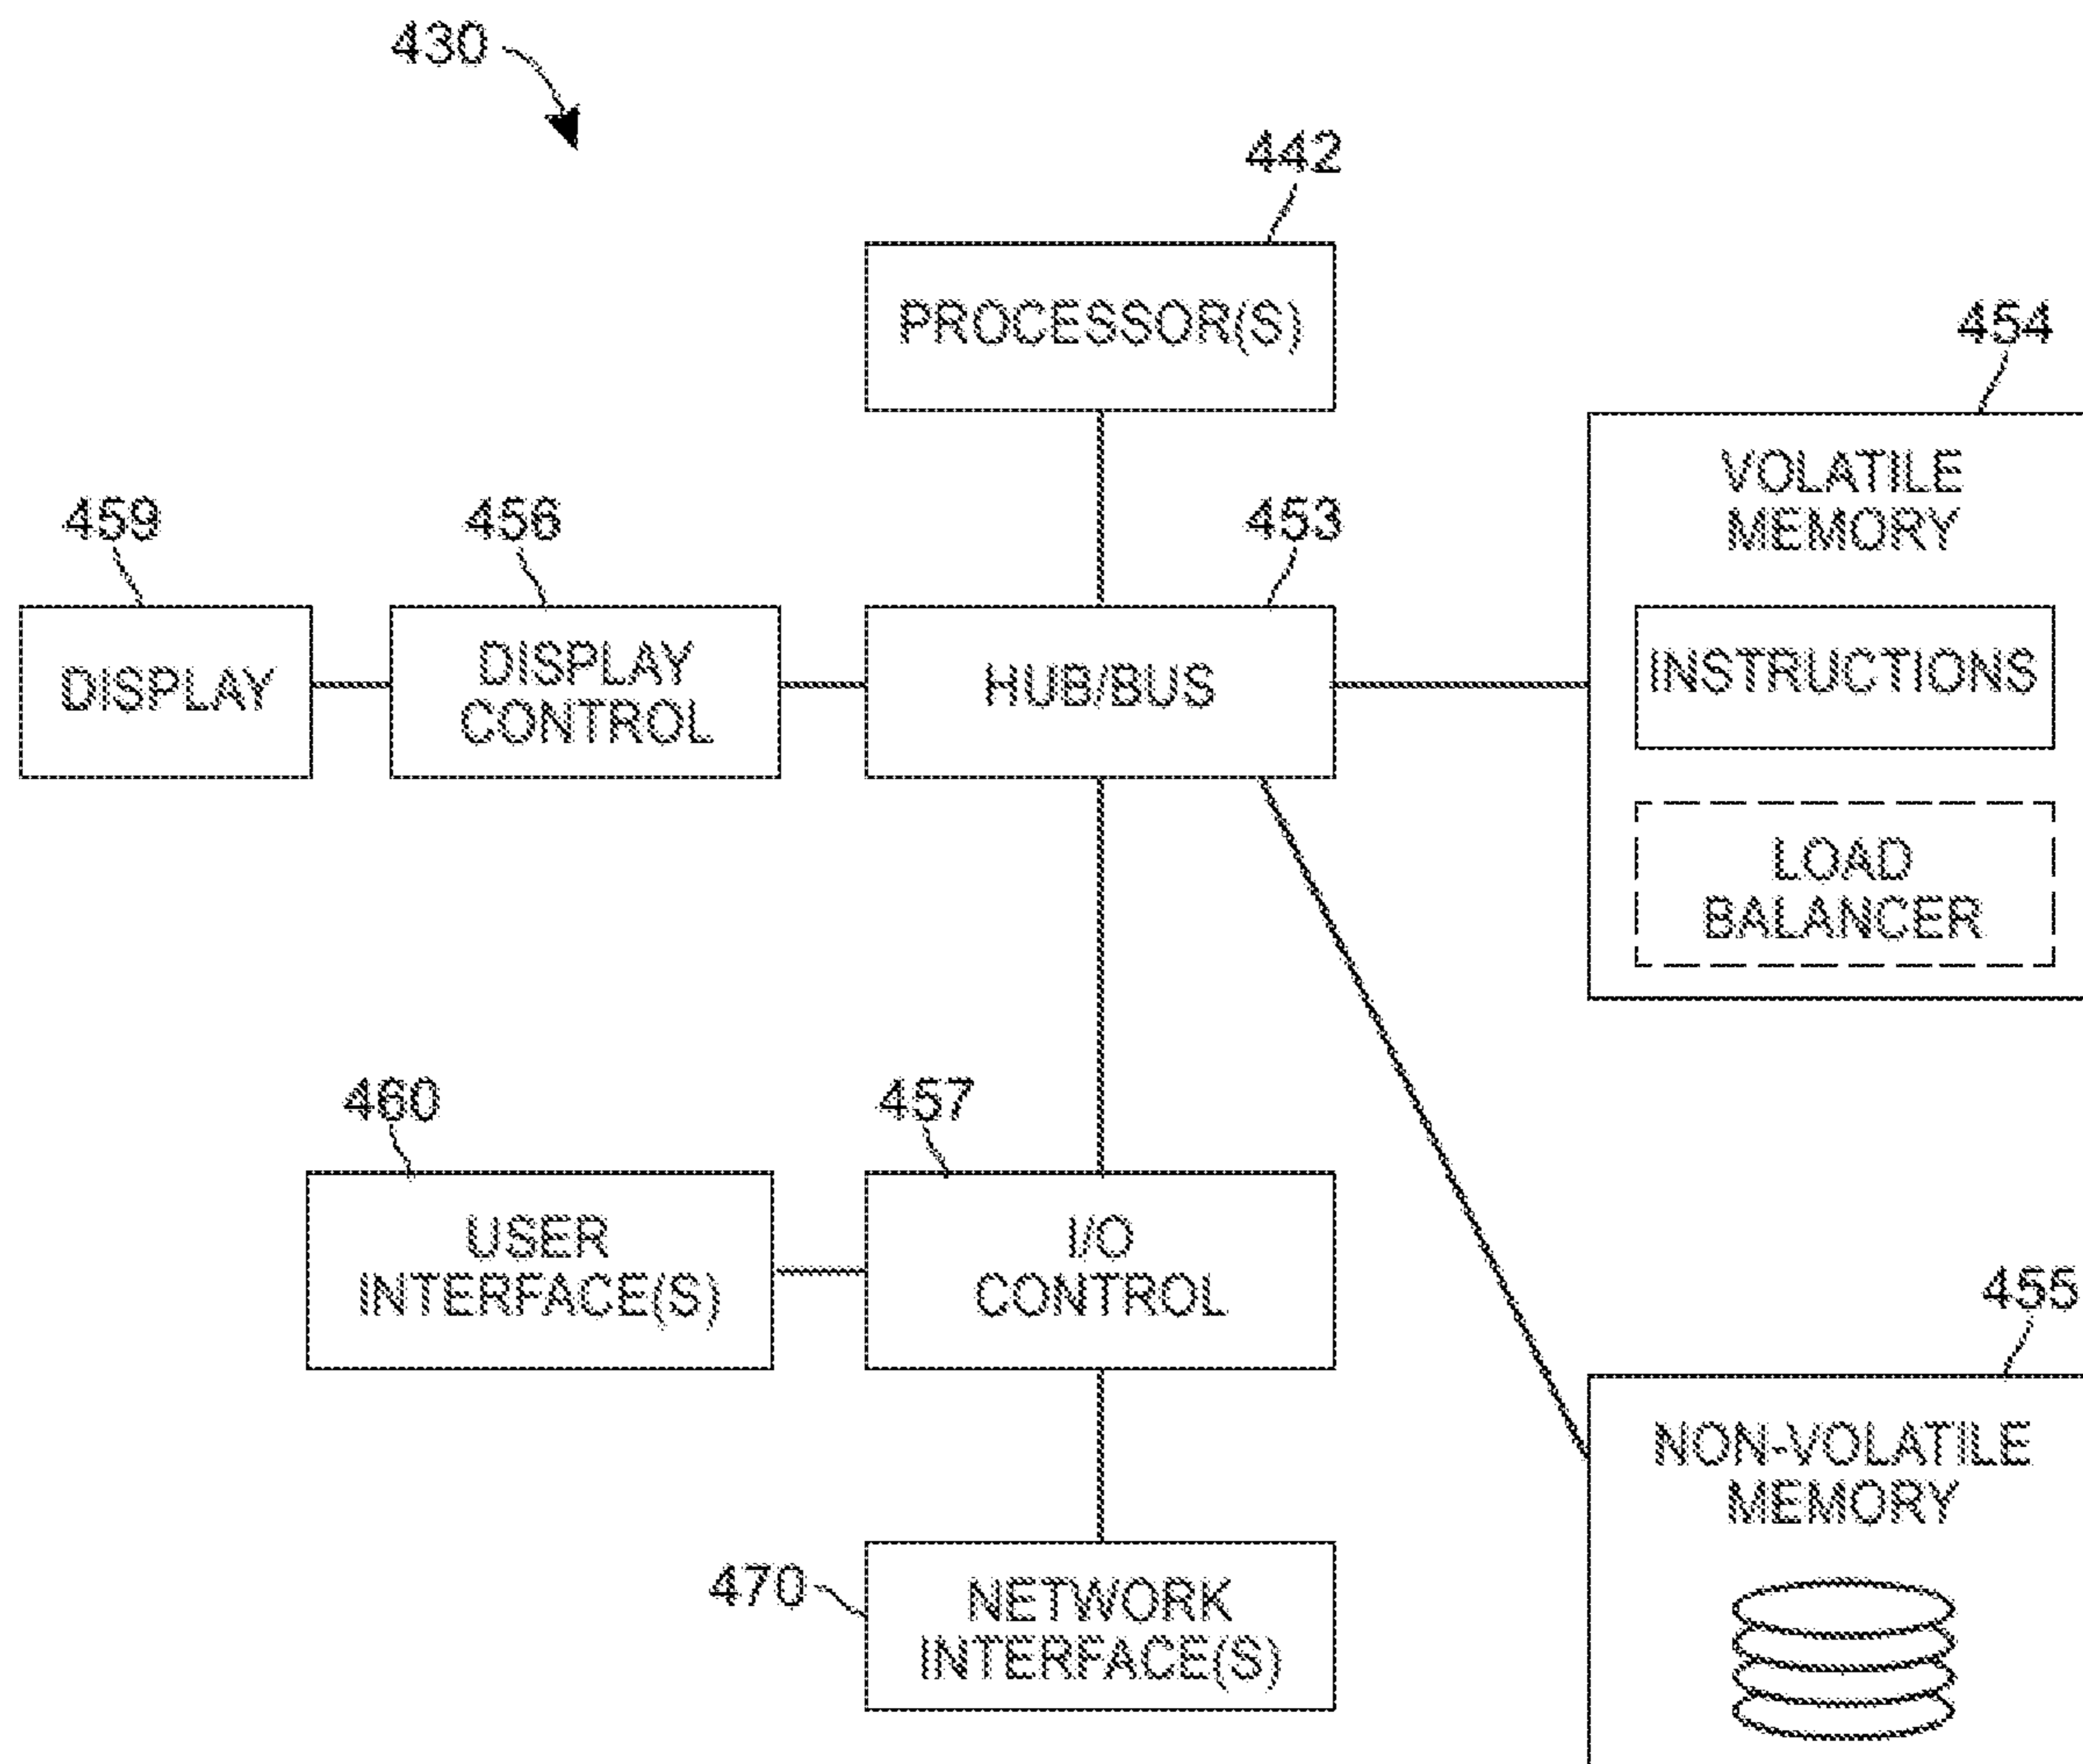 430
442
PROCESSOR(S)
454
VOLATILE
MEMORY
INSTRUCTIONS
LOAD
BALANCER
459
DISPLAY
456
DISPLAY
CONTROL
453
HUB/BUS
460
USER
INTERFACE(S)
457
I/O
CONTROL
455
NON-VOLATILE
MEMORY
470
NETWORK
INTERFACE(S)